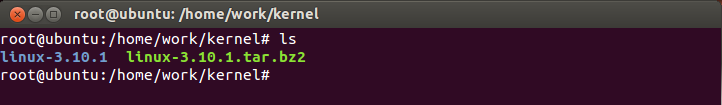 root@ubuntu: /home/work/kernel
root@ubuntu:/home/work/kernel# ls
linux-3.10.1  linux-3.10.1.tar.bz2
root@ubuntu:/home/work/kernel#